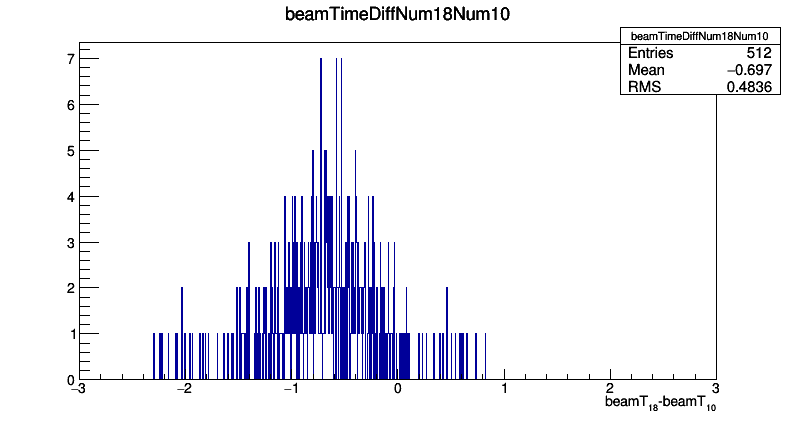 beamTimeDiffNum18Num10
beamTimeDiffNum18Num10
Entries 512
Mean −0.697
RMS 0.4836
7
6
5
4
3
2
1
0
−3 −2 −1 0 1 2 3
beamT18-beamT10